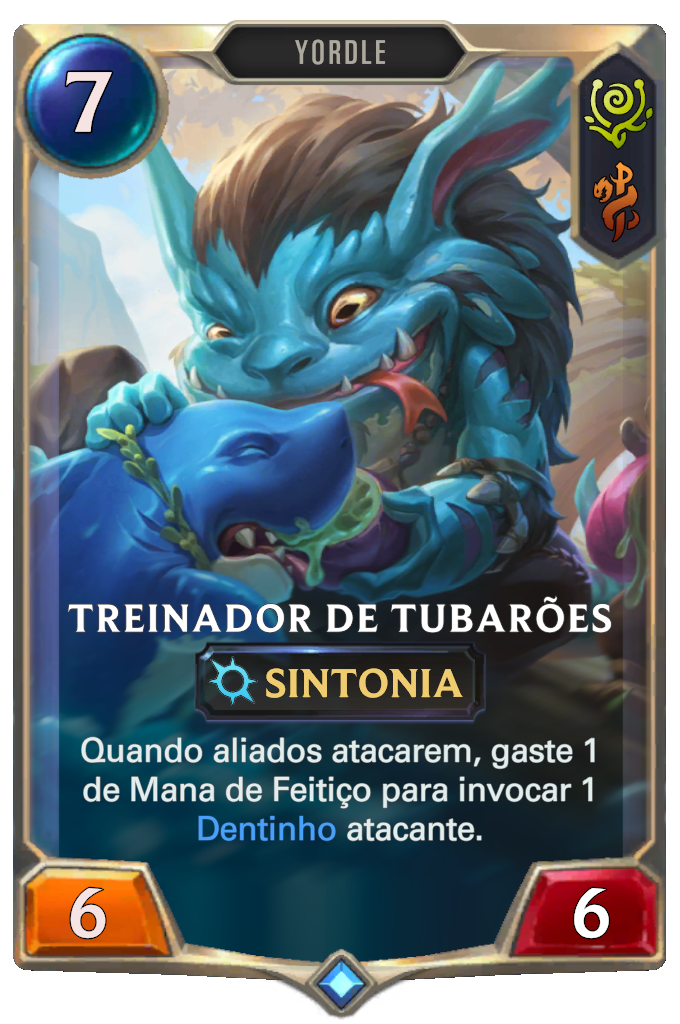 YORDLE
7
TREINADOR DE TUBARÕES
SINTONIA
Quando aliados atacarem, gaste 1
de Mana de Feitiço para invocar 1
Dentinho atacante.
6
6